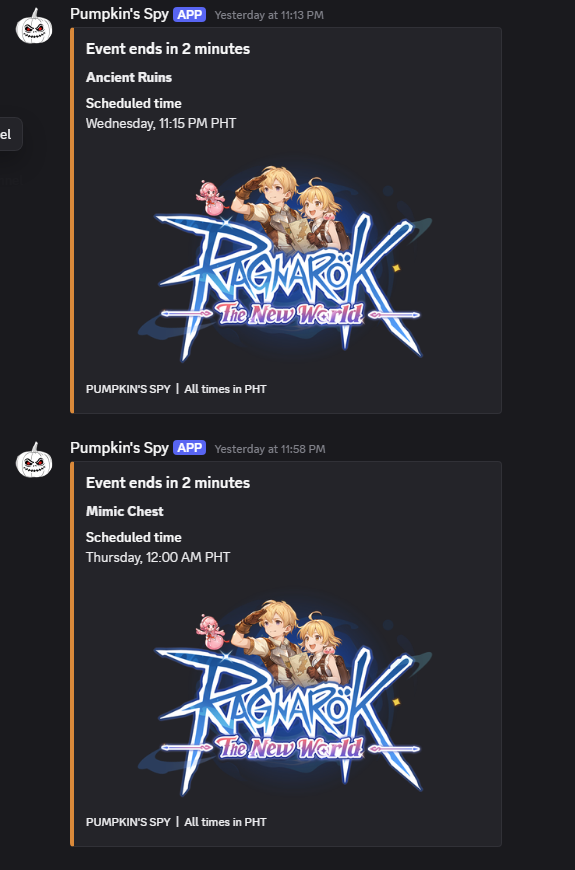 el
Pumpkin's Spy APP Yesterday at 11:13 PM
Event ends in 2 minutes
Ancient Ruins
Scheduled time
Wednesday, 11:15 PM PHT
RAGNARÖK
The New World
PUMPKIN'S SPY | All times in PHT
Pumpkin's Spy APP Yesterday at 11:58 PM
Event ends in 2 minutes
Mimic Chest
Scheduled time
Thursday, 12:00 AM PHT
RAGNARÖK
The New World
PUMPKIN'S SPY | All times in PHT